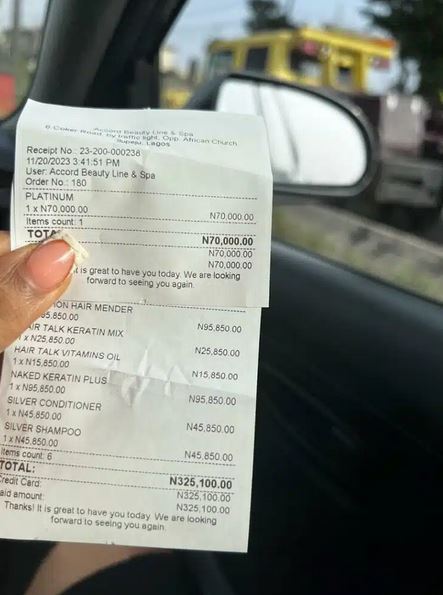 Accord Beauty Line & Spa
6 Coker Road, by traffic light, Opp. African Church
Lagos
Receipt No.: 23-200-000238
11/20/2023 3:41:51 PM
User: Accord Beauty Line & Spa
Order No.: 180
PLATINUM
1 x N70,000.00 N70,000.00
Items count: 1
TOTA N70,000.00
N70,000.00
N70,000.00
It is great to have you today. We are looking
forward to seeing you again.
ION HAIR MENDER
95,850.00 N95,850.00
AIR TALK KERATIN MIX
1 x N25,850.00 N25,850.00
HAIR TALK VITAMINS OIL
1 x N15,850.00 N15,850.00
NAKED KERATIN PLUS
1 x N95,850.00 N95,850.00
SILVER CONDITIONER
1 x N45,850.00 N45,850.00
SILVER SHAMPOO
1 x N45,850.00 N45,850.00
Items count: 6
TOTAL: N325,100.00
Credit Card: N325,100.00
aid amount: N325,100.00
Thanks! It is great to have you today. We are looking
forward to seeing you again.